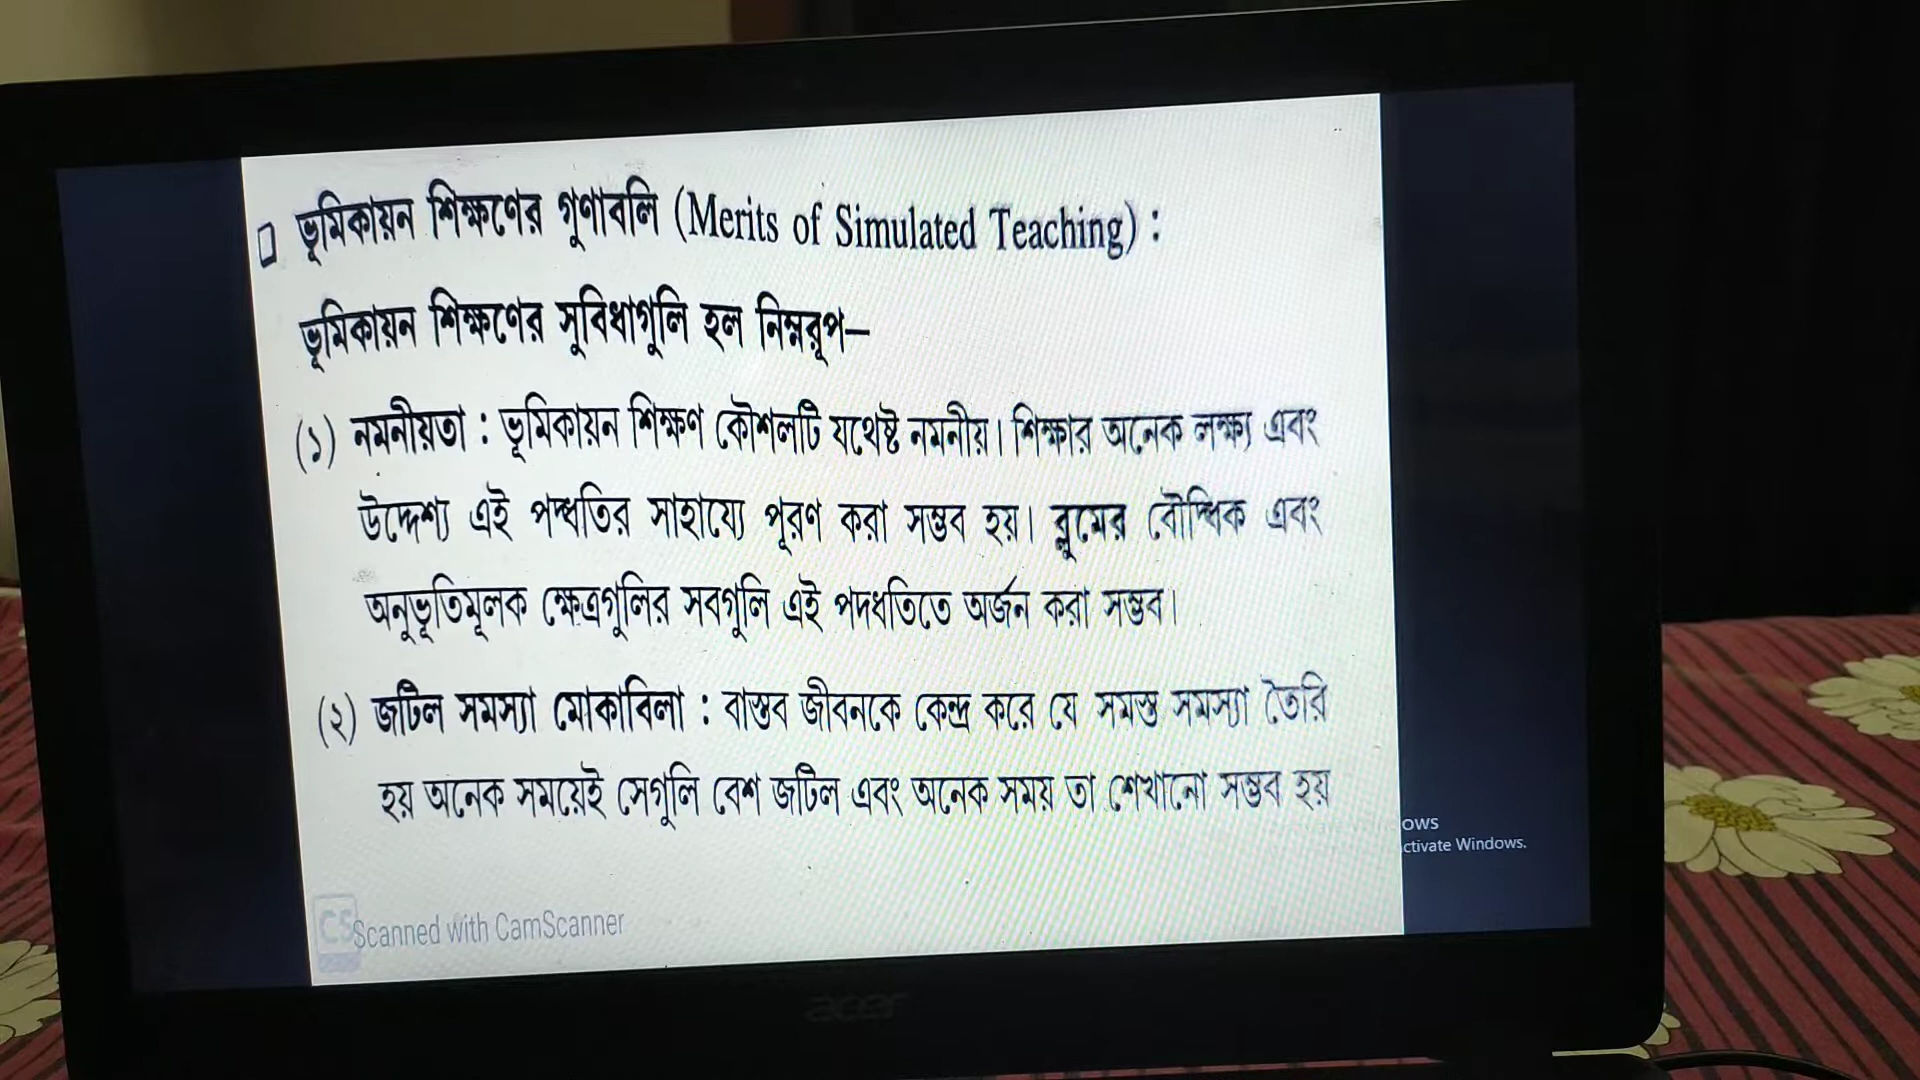 ভূমিকায়ন শিক্ষণের গুণাবলি (Merits of Simulated Teaching) :
ভূমিকায়ন শিক্ষণের সুবিধাগুলি হল নিম্নরূপ—
(১) নমনীয়তা : ভূমিকায়ন শিক্ষণ কৌশলটি যথেষ্ট নমনীয়। শিক্ষার অনেক লক্ষ্য এবং
উদ্দেশ্য এই পদ্ধতির সাহায্যে পূরণ করা সম্ভব হয়। ব্লুমের বৌদ্ধিক এবং
অনুভূতিমূলক ক্ষেত্রগুলির সবগুলি এই পদ্ধতিতে অর্জন করা সম্ভব।
(২) জটিল সমস্যা মোকাবিলা : বাস্তব জীবনকে কেন্দ্র করে যে সমস্ত সমস্যা তৈরি
হয় অনেক সময়েই সেগুলি বেশ জটিল এবং অনেক সময় তা শেখানো সম্ভব হয়
ows
ctivate Windows.
CS Scanned with CamScanner
acer